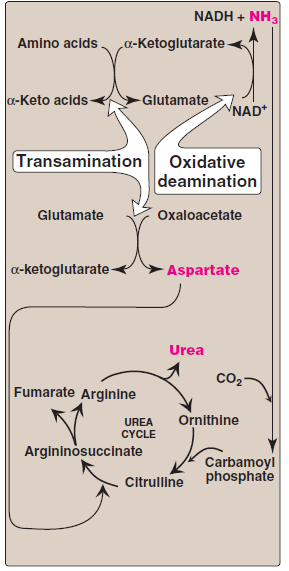 NADH + NH3
Amino acids
α-Ketoglutarate
α-Keto acids
Glutamate
NAD+
Transamination
Oxidative
deamination
Glutamate
Oxaloacetate
α-ketoglutarate
Aspartate
Urea
CO2
Fumarate
Arginine
UREA
CYCLE
Ornithine
Argininosuccinate
Carbamoyl
phosphate
Citrulline